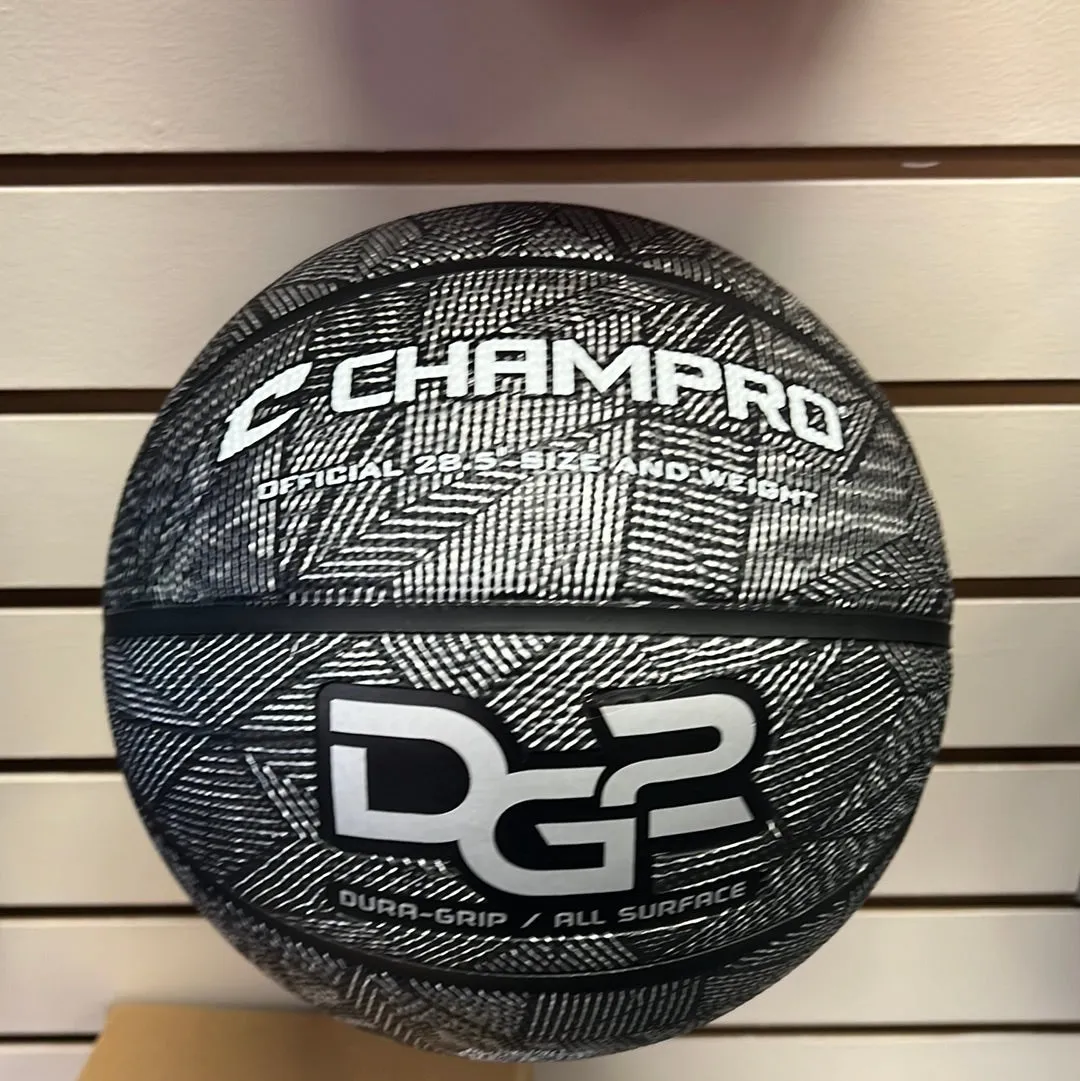 CHAMPRO
OFFICIAL 28.5"-SIZE AND WEIGHT
DG2
DURA-GRIP / ALL SURFACE